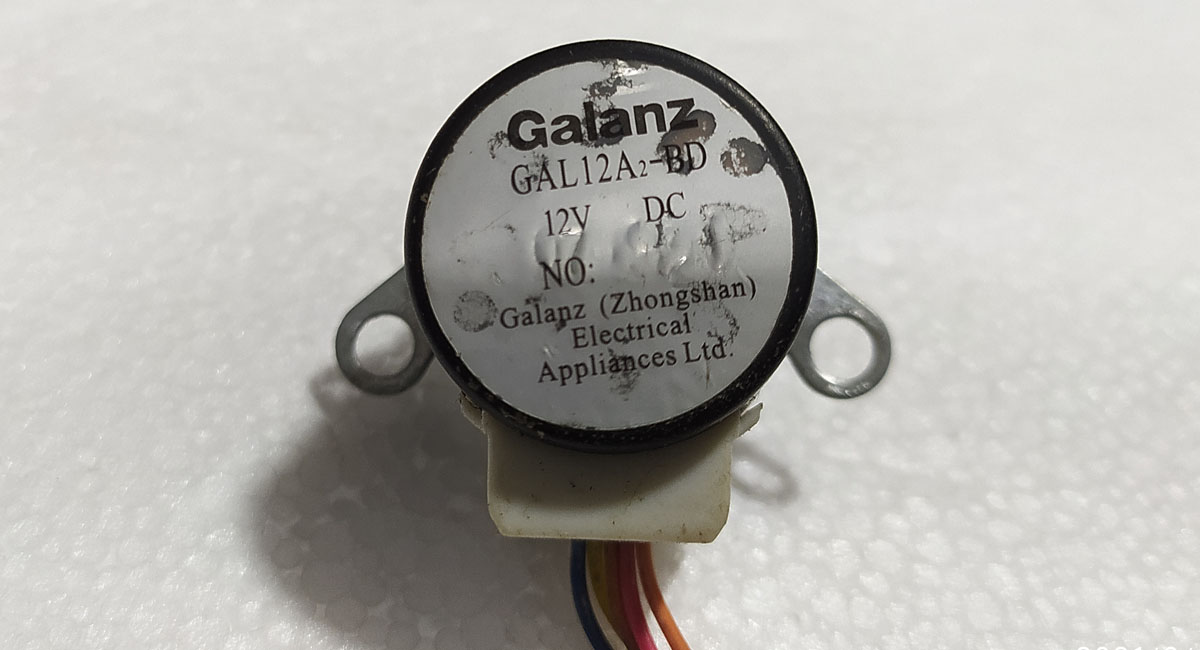 Galanz
GAL12A₂-BD
12V DC
NO:
Galanz (Zhongshan)
Electrical
Appliances Ltd.